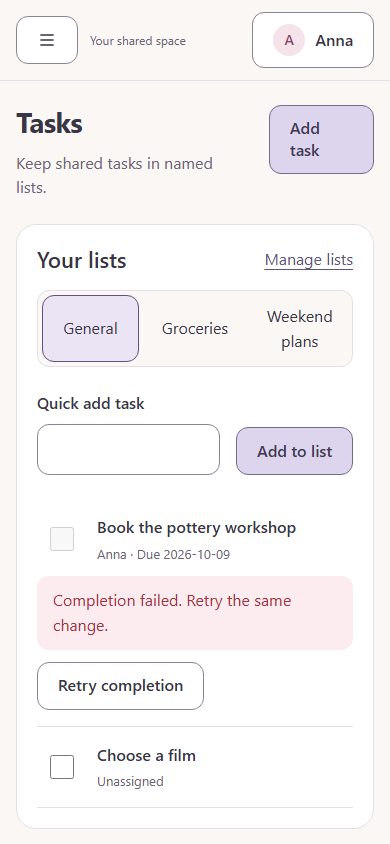 Your shared space
A
Anna
Tasks
Add
task
Keep shared tasks in named
lists.
Your lists
Manage lists
General
Groceries
Weekend
plans
Quick add task
Add to list
Book the pottery workshop
Anna · Due 2026-10-09
Completion failed. Retry the same
change.
Retry completion
Choose a film
Unassigned